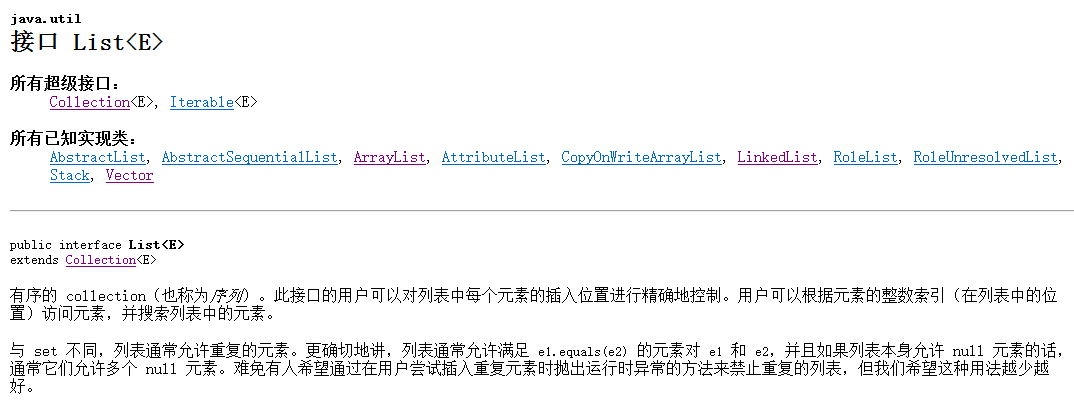 java.util
接口 List<E>
所有超级接口：
Collection<E>, Iterable<E>
所有已知实现类：
AbstractList, AbstractSequentialList, ArrayList, AttributeList, CopyOnWriteArrayList, LinkedList, RoleList, RoleUnresolvedList,
Stack, Vector
public interface List<E>
extends Collection<E>
有序的 collection（也称为序列）。此接口的用户可以对列表中每个元素的插入位置进行精确地控制。用户可以根据元素的整数索引（在列表中的位
置）访问元素，并搜索列表中的元素。
与 set 不同，列表通常允许重复的元素。更确切地讲，列表通常允许满足 e1.equals(e2) 的元素对 e1 和 e2，并且如果列表本身允许 null 元素的话，
通常它们允许多个 null 元素。难免有人希望通过在用户尝试插入重复元素时抛出运行时异常的方法来禁止重复的列表，但我们希望这种用法越少越
好。